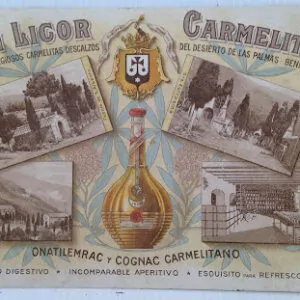 LICOR CARMELIT
GIOSOS CARMELITAS DESCALZOS DEL DESIERTO DE LAS PALMAS BENI
ONATILEMRAC Y COGNAC CARMELITANO
O DIGESTIVO ★ INCOMPARABLE APERITIVO ★ ESQUISITO PARA REFRESCO